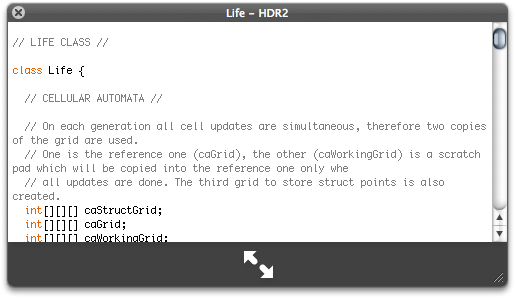 Life – HDR2
// LIFE CLASS //
class Life {
// CELLULAR AUTOMATA //
// On each generation all cell updates are simultaneous, therefore two copies
of the grid are used.
// One is the reference one (caGrid), the other (caWorkingGrid) is a scratch
pad which will be copied into the reference one only whe
// all updates are done. The third grid to store struct points is also
created.
int[][][] caStructGrid;
int[][][] caGrid;
int[][][] caWorkingGrid;